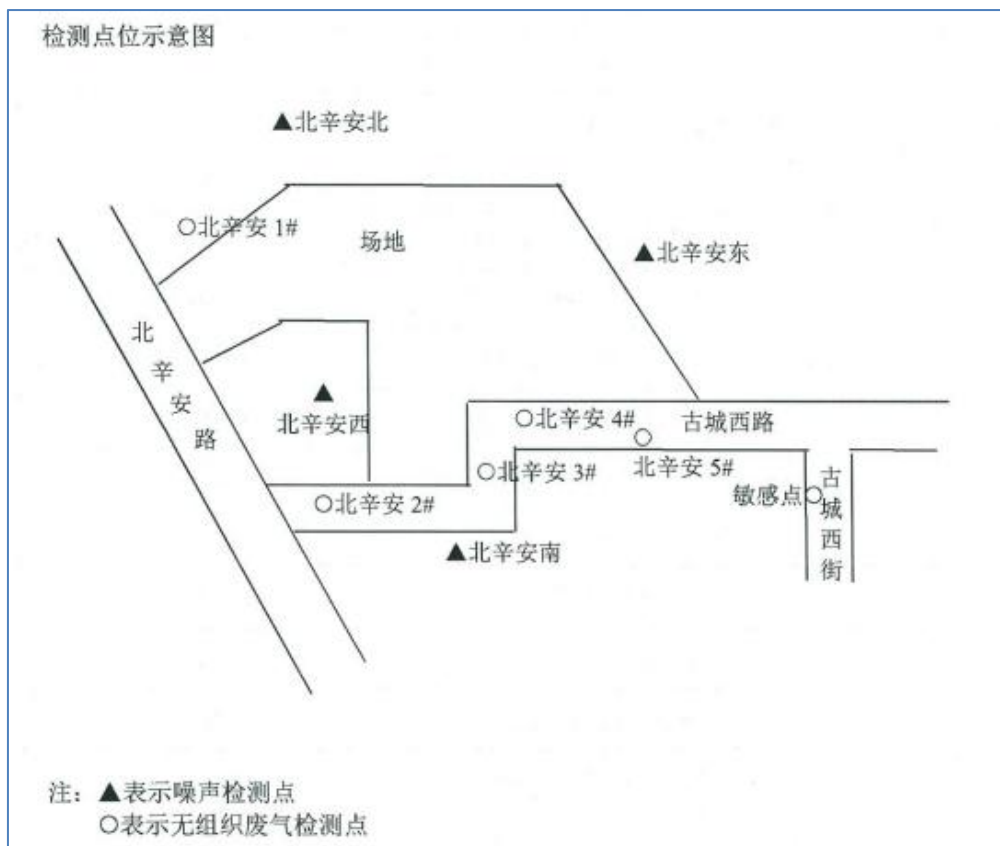 检测点位示意图
▲北辛安北
○北辛安 1#
场地
▲北辛安东
北辛安路
▲
北辛安西
○北辛安 4#
古城西路
○北辛安 3#
北辛安 5#
○北辛安 2#
敏感点
古城西街
▲北辛安南
注：▲表示噪声检测点
○表示无组织废气检测点